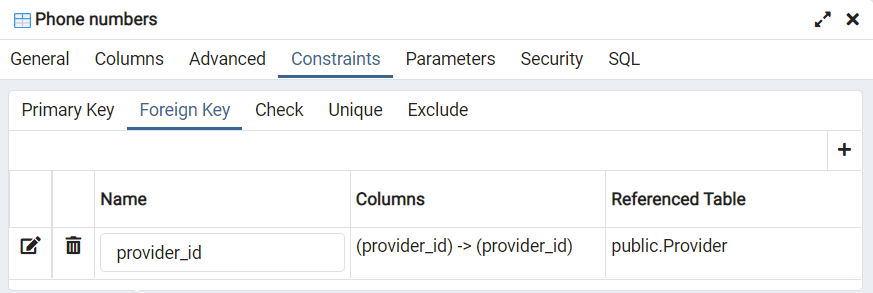 Phone numbers
General Columns Advanced Constraints Parameters Security SQL
Primary Key Foreign Key Check Unique Exclude
Name Columns Referenced Table
provider_id (provider_id) -> (provider_id) public.Provider